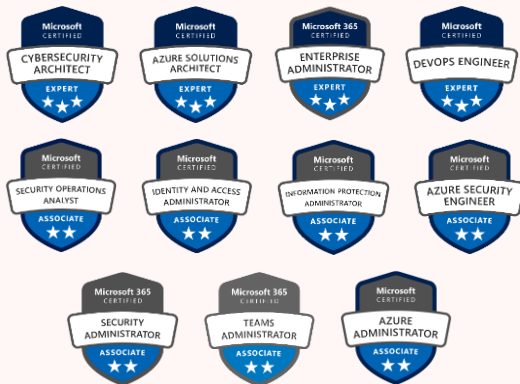 Microsoft
CERTIFIED
CYBERSECURITY
ARCHITECT
EXPERT
Microsoft
CERTIFIED
AZURE SOLUTIONS
ARCHITECT
EXPERT
Microsoft 365
CERTIFIED
ENTERPRISE
ADMINISTRATOR
EXPERT
Microsoft
CERTIFIED
DEVOPS ENGINEER
EXPERT
Microsoft
CERTIFIED
SECURITY OPERATIONS
ANALYST
ASSOCIATE
Microsoft
CERTIFIED
IDENTITY AND ACCESS
ADMINISTRATOR
ASSOCIATE
Microsoft
CERTIFIED
INFORMATION PROTECTION
ADMINISTRATOR
ASSOCIATE
Microsoft
CERTIFIED
AZURE SECURITY
ENGINEER
ASSOCIATE
Microsoft 365
CERTIFIED
SECURITY
ADMINISTRATOR
ASSOCIATE
Microsoft 365
CERTIFIED
TEAMS
ADMINISTRATOR
ASSOCIATE
Microsoft
CERTIFIED
AZURE
ADMINISTRATOR
ASSOCIATE